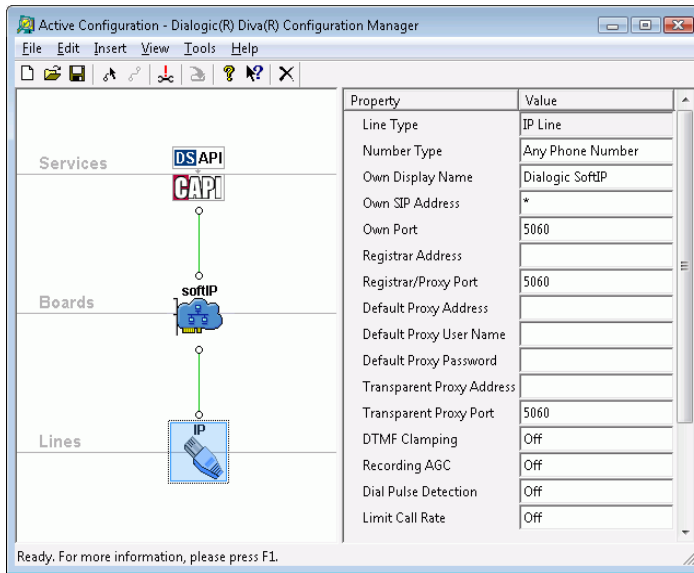 Active Configuration - Dialogic(R) Diva(R) Configuration Manager
File Edit Insert View Tools Help
Services
DS API
CAPI
softIP
Boards
IP
Lines
Property Value
Line Type IP Line
Number Type Any Phone Number
Own Display Name Dialogic SoftIP
Own SIP Address *
Own Port 5060
Registrar Address
Registrar/Proxy Port 5060
Default Proxy Address
Default Proxy User Name
Default Proxy Password
Transparent Proxy Address
Transparent Proxy Port 5060
DTMF Clamping Off
Recording AGC Off
Dial Pulse Detection Off
Limit Call Rate Off
Ready. For more information, please press F1.